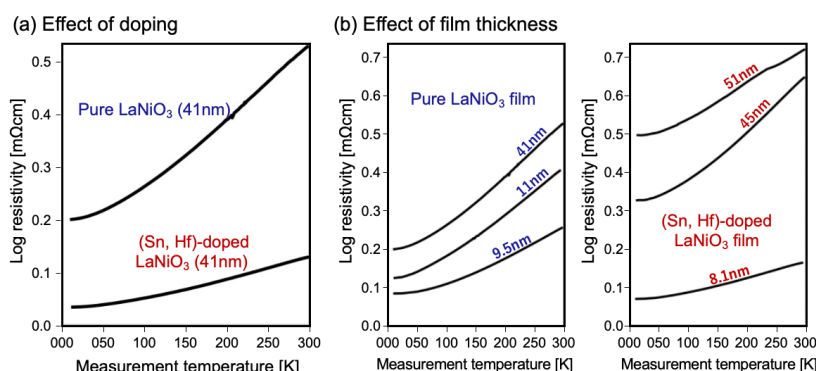 (a) Effect of doping
(b) Effect of film thickness
Log resistivity [mΩcm]
0.5
0.4
0.3
0.2
0.1
0.0
Pure LaNiO₃ (41nm)
(Sn, Hf)-doped
LaNiO₃ (41nm)
000 50 100 150 200 250 300
Measurement temperature [K]
Log resistivity [mΩcm]
0.7
0.6
0.5
0.4
0.3
0.2
0.1
0.0
Pure LaNiO₃ film
41nm
11nm
9.5nm
000 50 100 150 200 250 300
Measurement temperature [K]
Log resistivity [mΩcm]
0.7
0.6
0.5
0.4
0.3
0.2
0.1
0.0
51nm
45nm
(Sn, Hf)-doped
LaNiO₃ film
8.1nm
000 50 100 150 200 250 300
Measurement temperature [K]